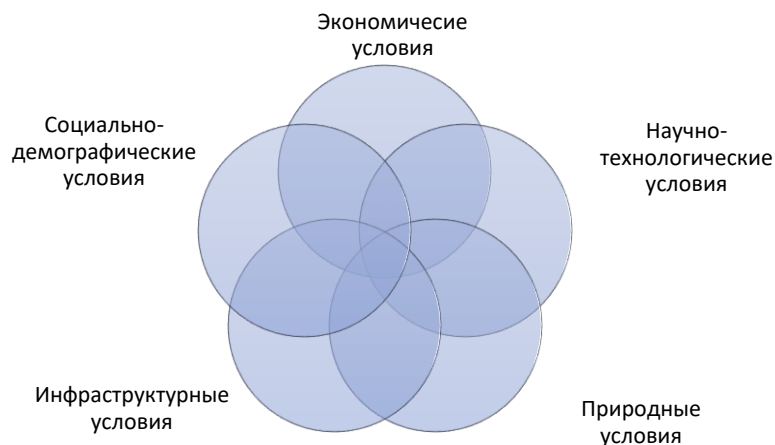 Экономичесие
условия
Социально-
демографические
условия
Научно-
технологические
условия
Инфраструктурные
условия
Природные
условия